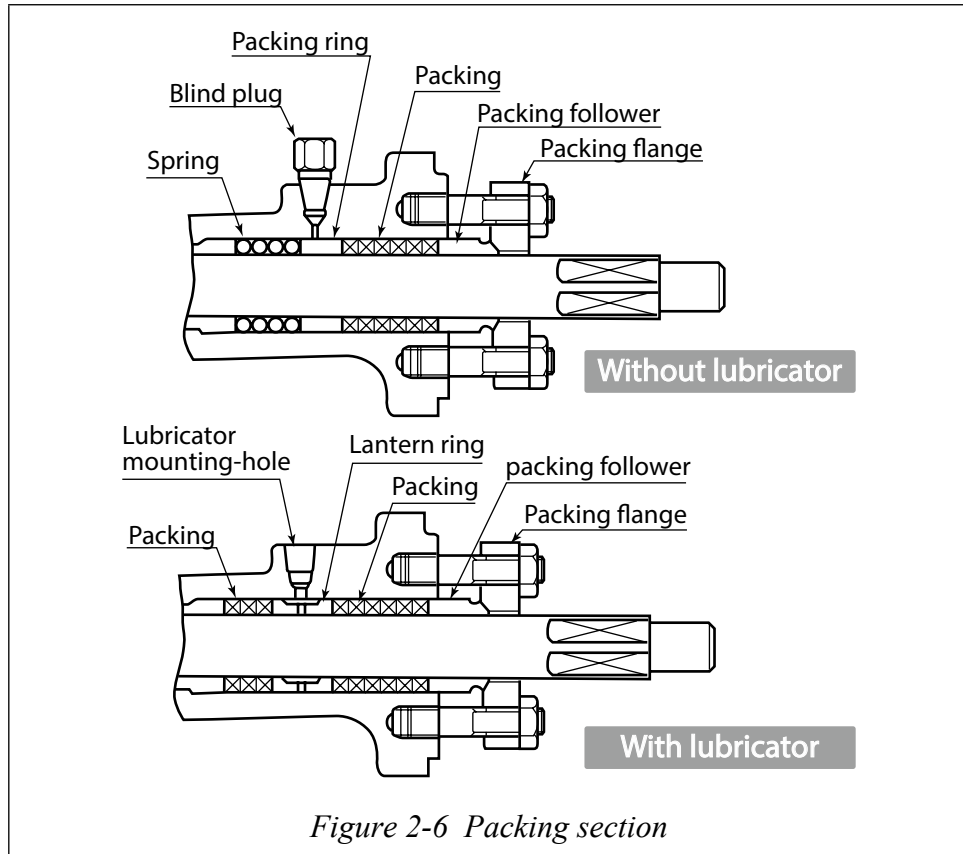 Packing ring
Packing
Blind plug
Packing follower
Packing flange
Spring
Without lubricator
Lubricator
mounting-hole
Lantern ring
packing follower
Packing
Packing flange
Packing
With lubricator
Figure 2-6 Packing section